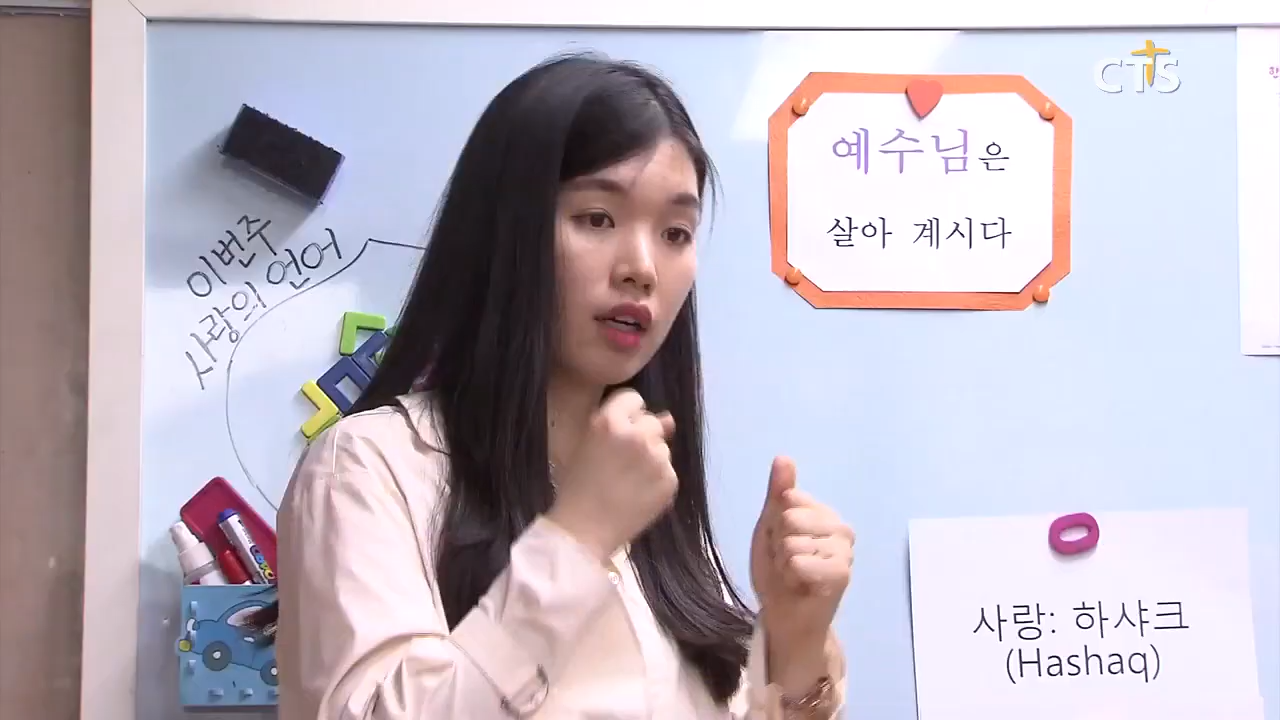 CTS
예수님은
살아 계시다
이번주
사랑의 언어
사랑: 하샤크
(Hashaq)